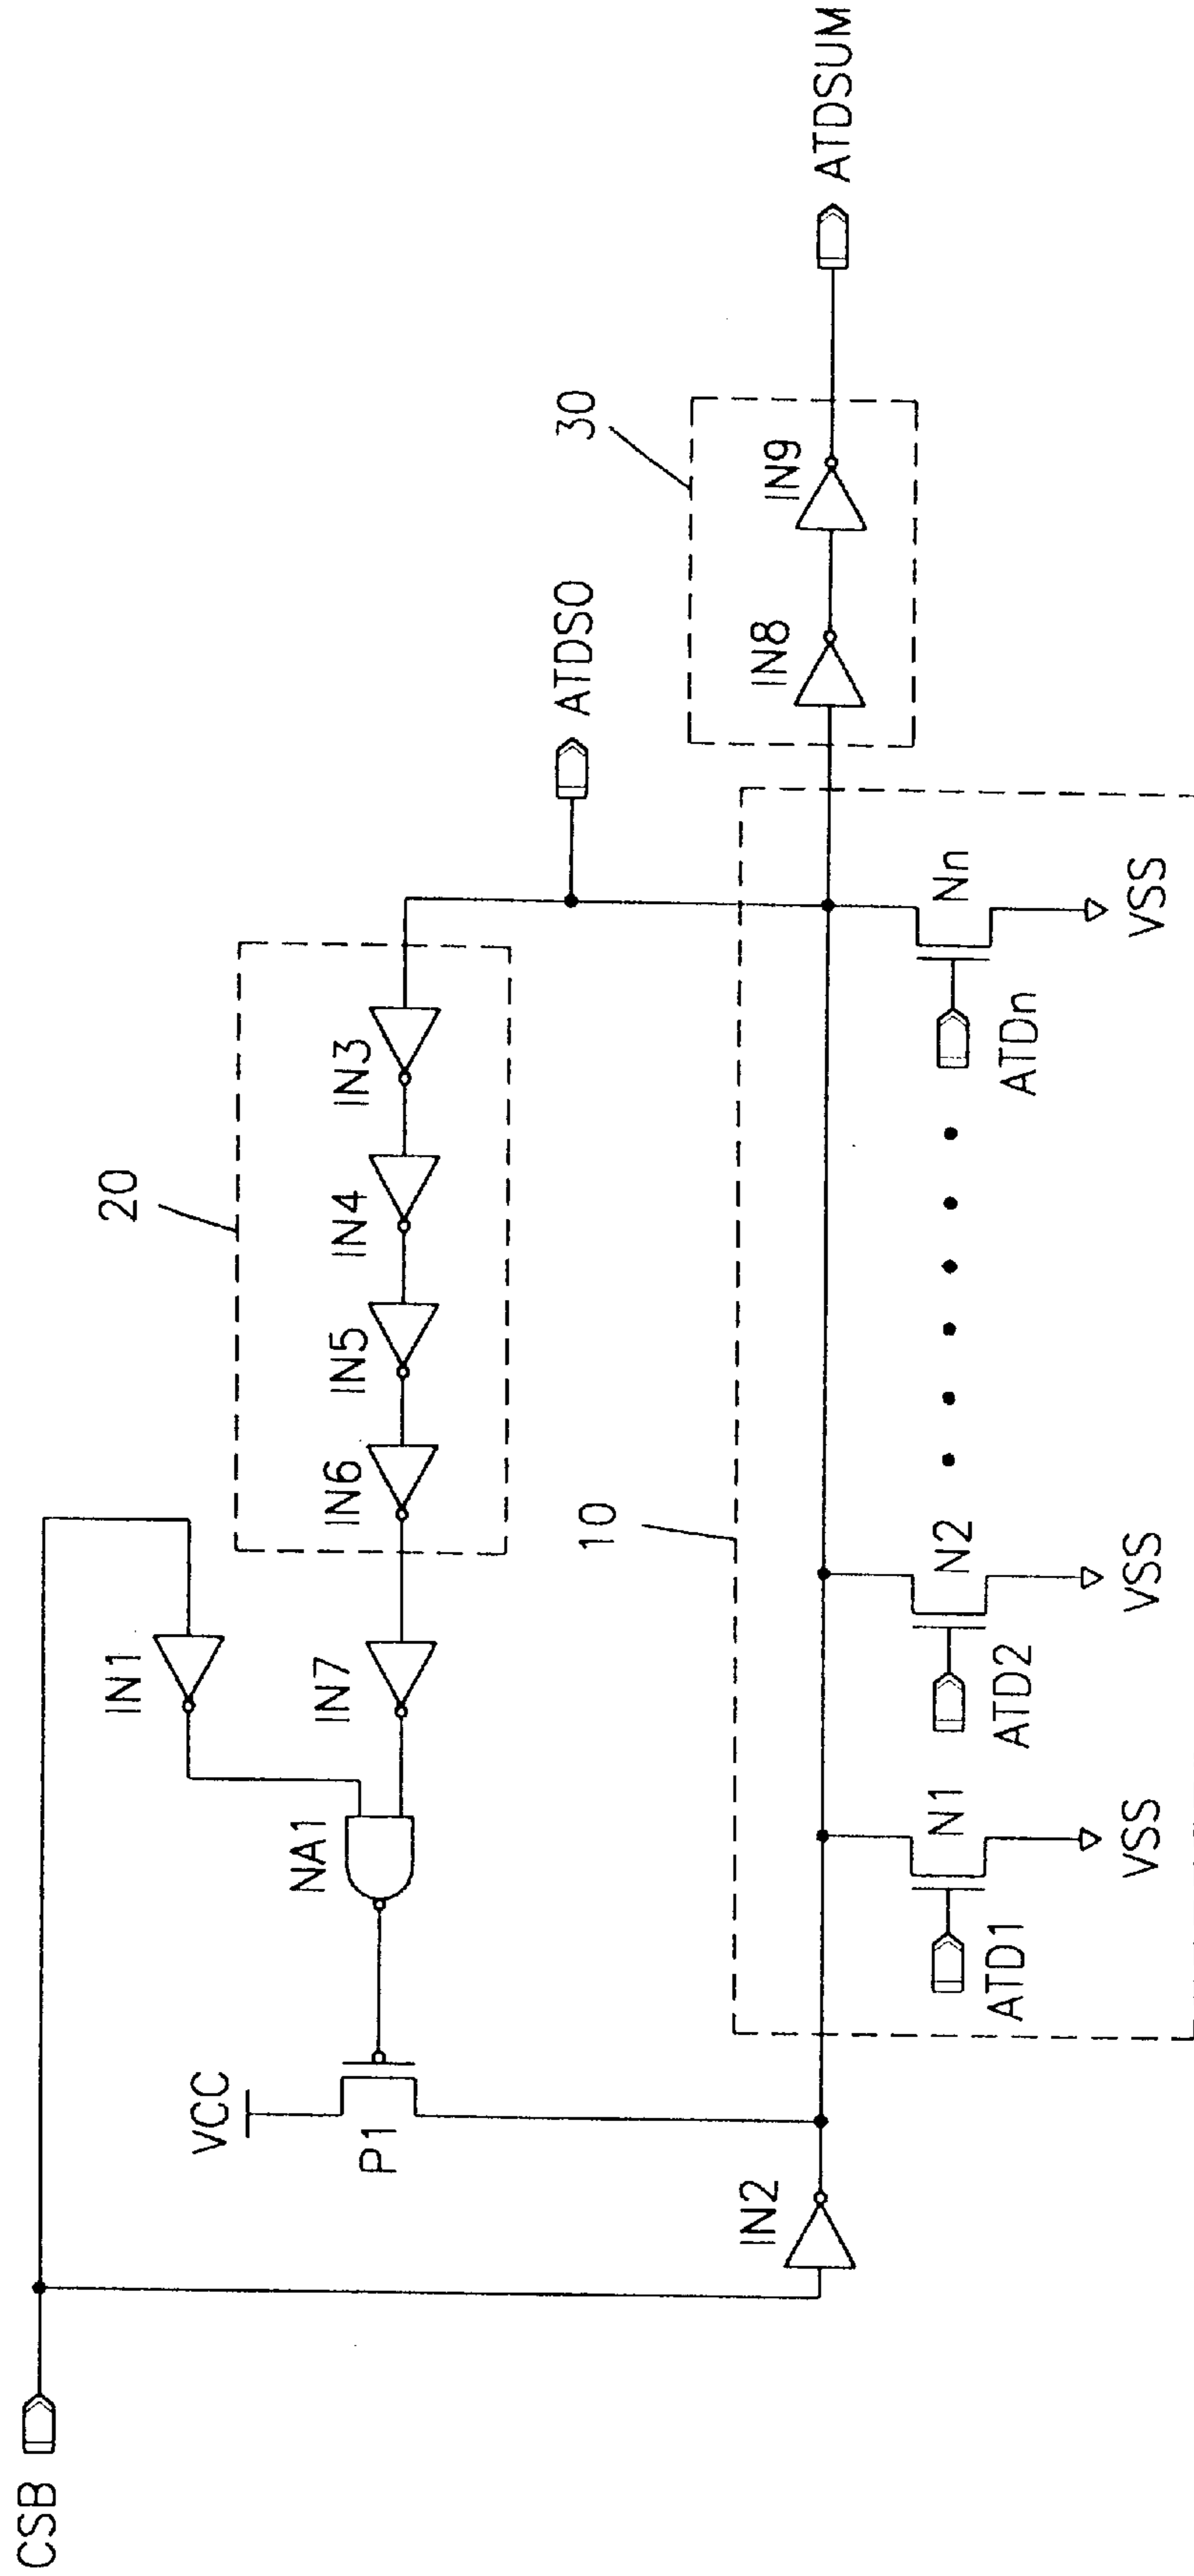 CSB
IN1
20
VCC
P1
NA1
IN7
IN6
IN5
IN4
IN3
ATDSO
30
IN2
10
IN8
IN9
ATDSUM
N1
N2
Nn
ATD1
ATD2
ATDn
VSS
VSS
VSS